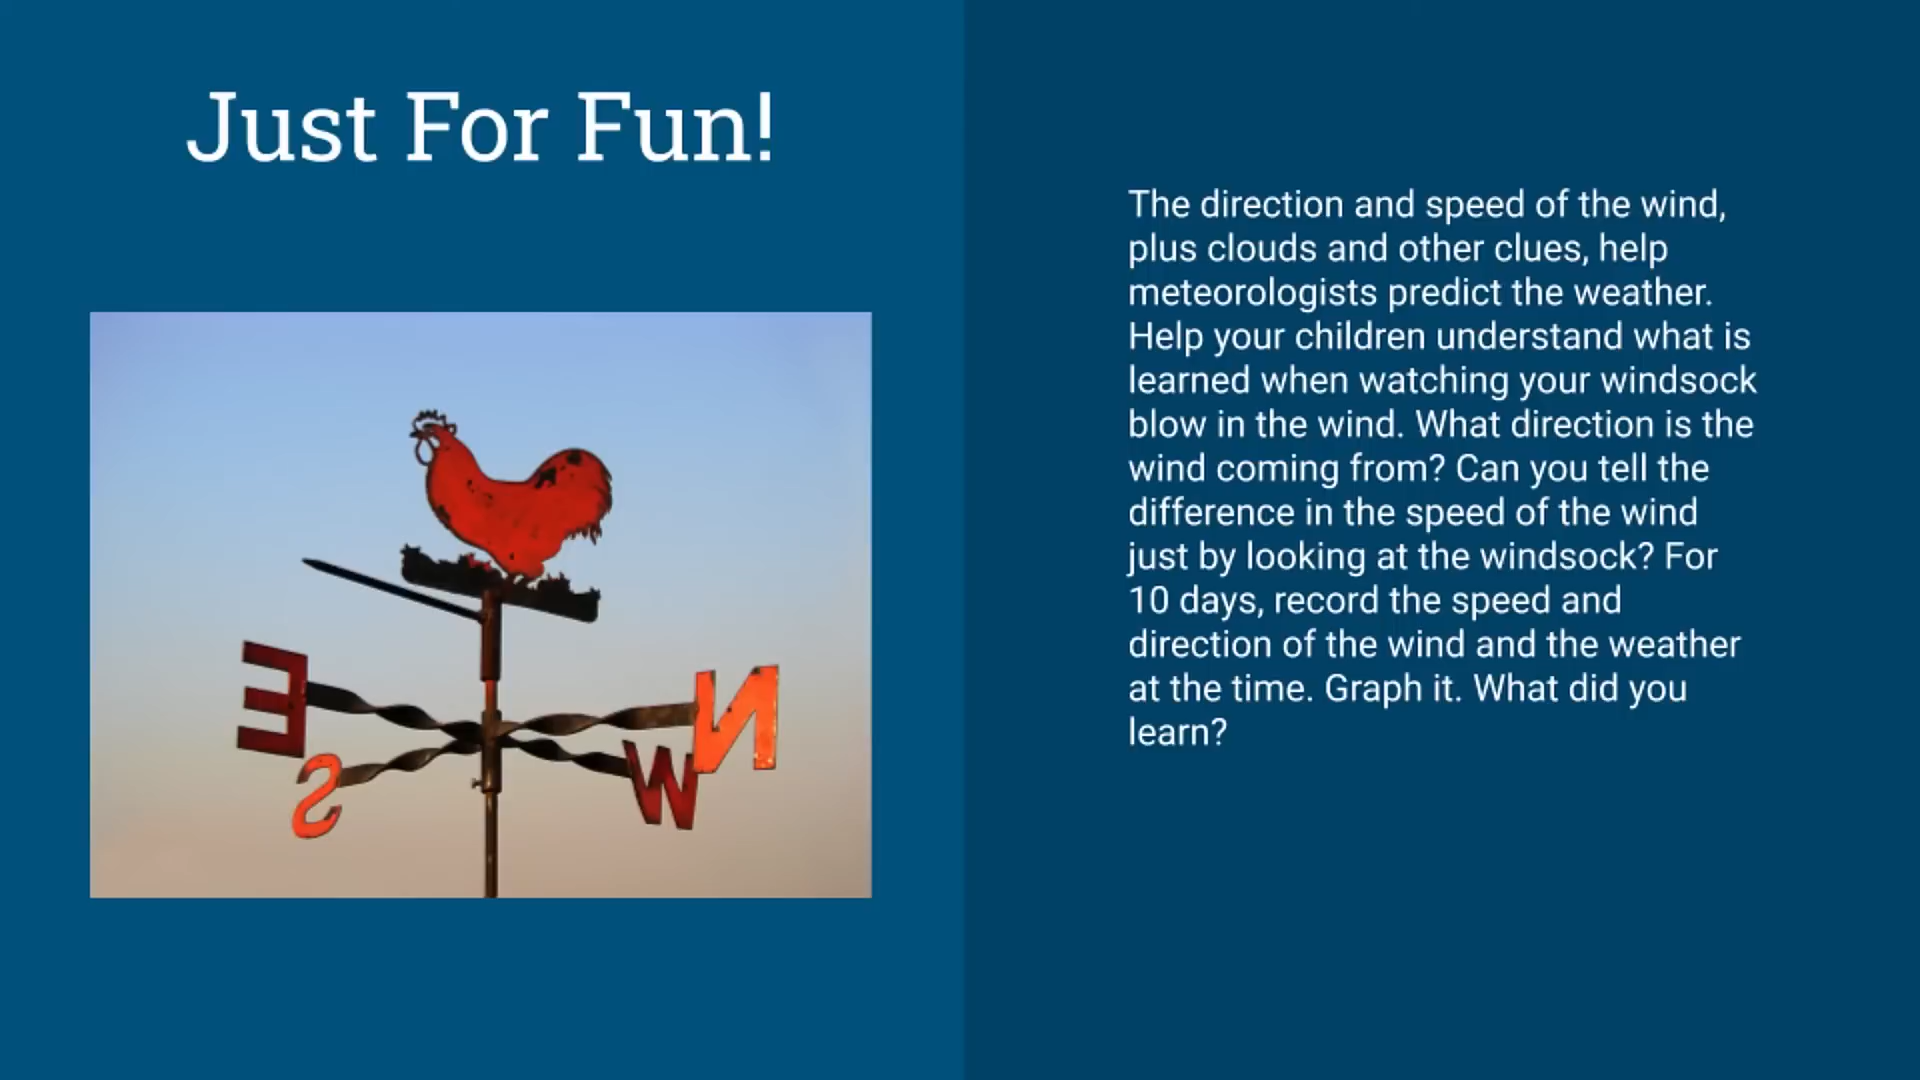 Just For Fun!
E
S
W
N
The direction and speed of the wind,
plus clouds and other clues, help
meteorologists predict the weather.
Help your children understand what is
learned when watching your windsock
blow in the wind. What direction is the
wind coming from? Can you tell the
difference in the speed of the wind
just by looking at the windsock? For
10 days, record the speed and
direction of the wind and the weather
at the time. Graph it. What did you
learn?